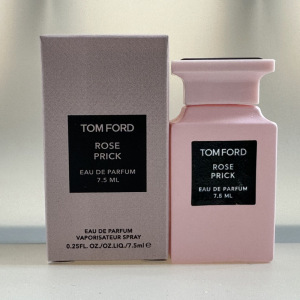 TOM FORD
ROSE
PRICK
EAU DE PARFUM
7.5 ML
EAU DE PARFUM
VAPORISATEUR SPRAY
0.25FL. OZ./OZ.LIQ./7.5ml e
TOM FORD
ROSE
PRICK
EAU DE PARFUM
7.5 ML